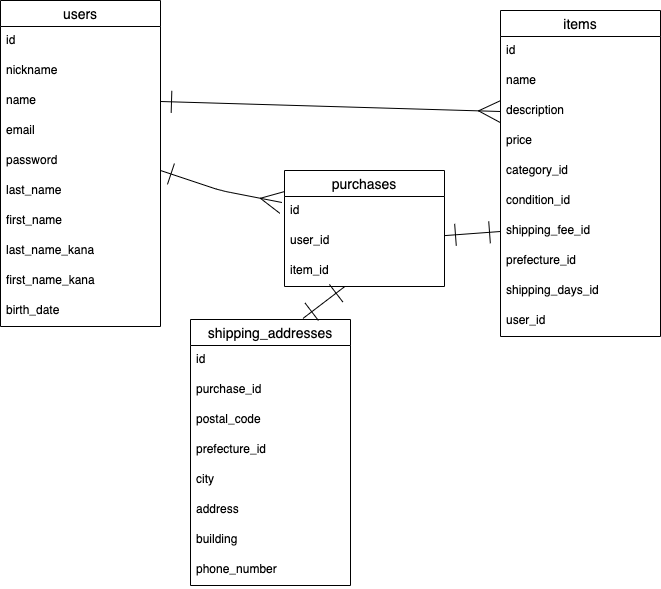 users
id
nickname
name
email
password
last_name
first_name
last_name_kana
first_name_kana
birth_date
items
id
name
description
price
category_id
condition_id
shipping_fee_id
prefecture_id
shipping_days_id
user_id
purchases
id
user_id
item_id
shipping_addresses
id
purchase_id
postal_code
prefecture_id
city
address
building
phone_number